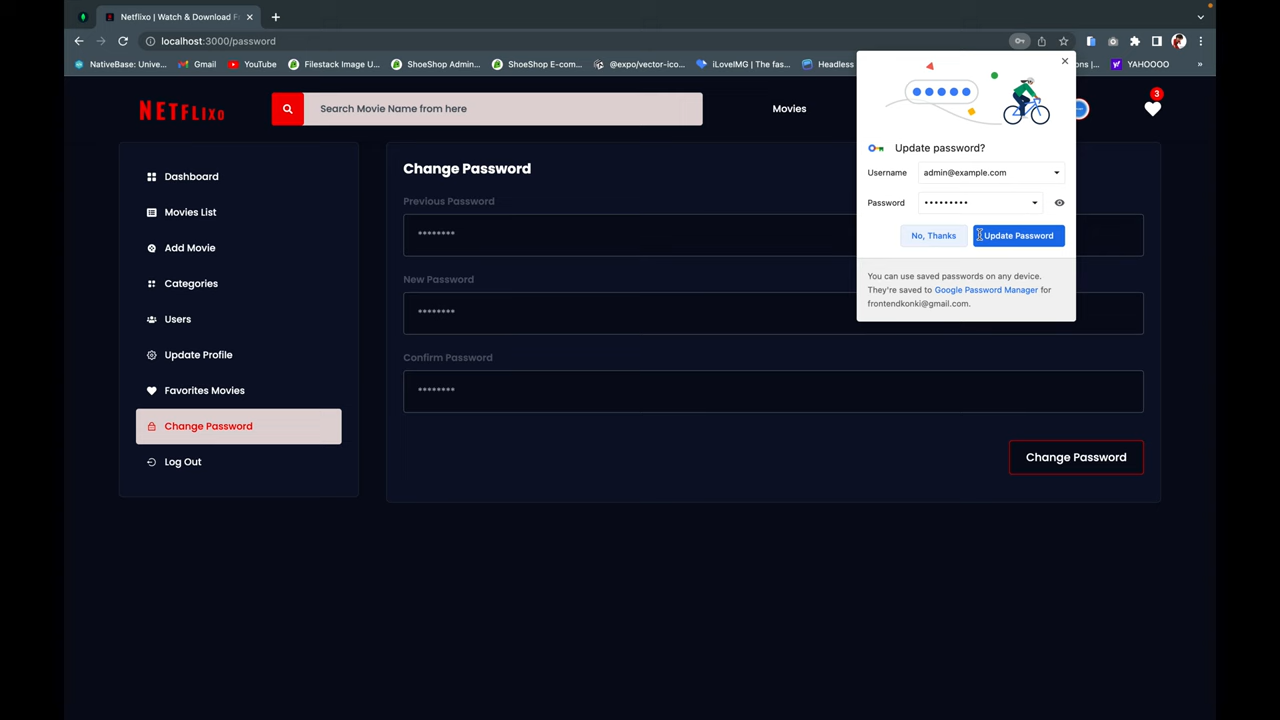 Netflixo | Watch & Download F
localhost:3000/password
NativeBase: Unive...
Gmail
YouTube
Filestack Image U...
ShoeShop Admin...
ShoeShop E-com...
@expo/vector-ico...
iLoveIMG | The fas...
Headless
ons |...
YAHOOOO
»
NETFLIXO
Search Movie Name from here
Movies
3
Dashboard
Movies List
Add Movie
Categories
Users
Update Profile
Favorites Movies
Change Password
Log Out
Change Password
Previous Password
********
New Password
********
Confirm Password
********
Change Password
Update password?
Username
admin@example.com
Password
•••••••••
No, Thanks
Update Password
You can use saved passwords on any device.
They're saved to Google Password Manager for
frontendkonki@gmail.com.